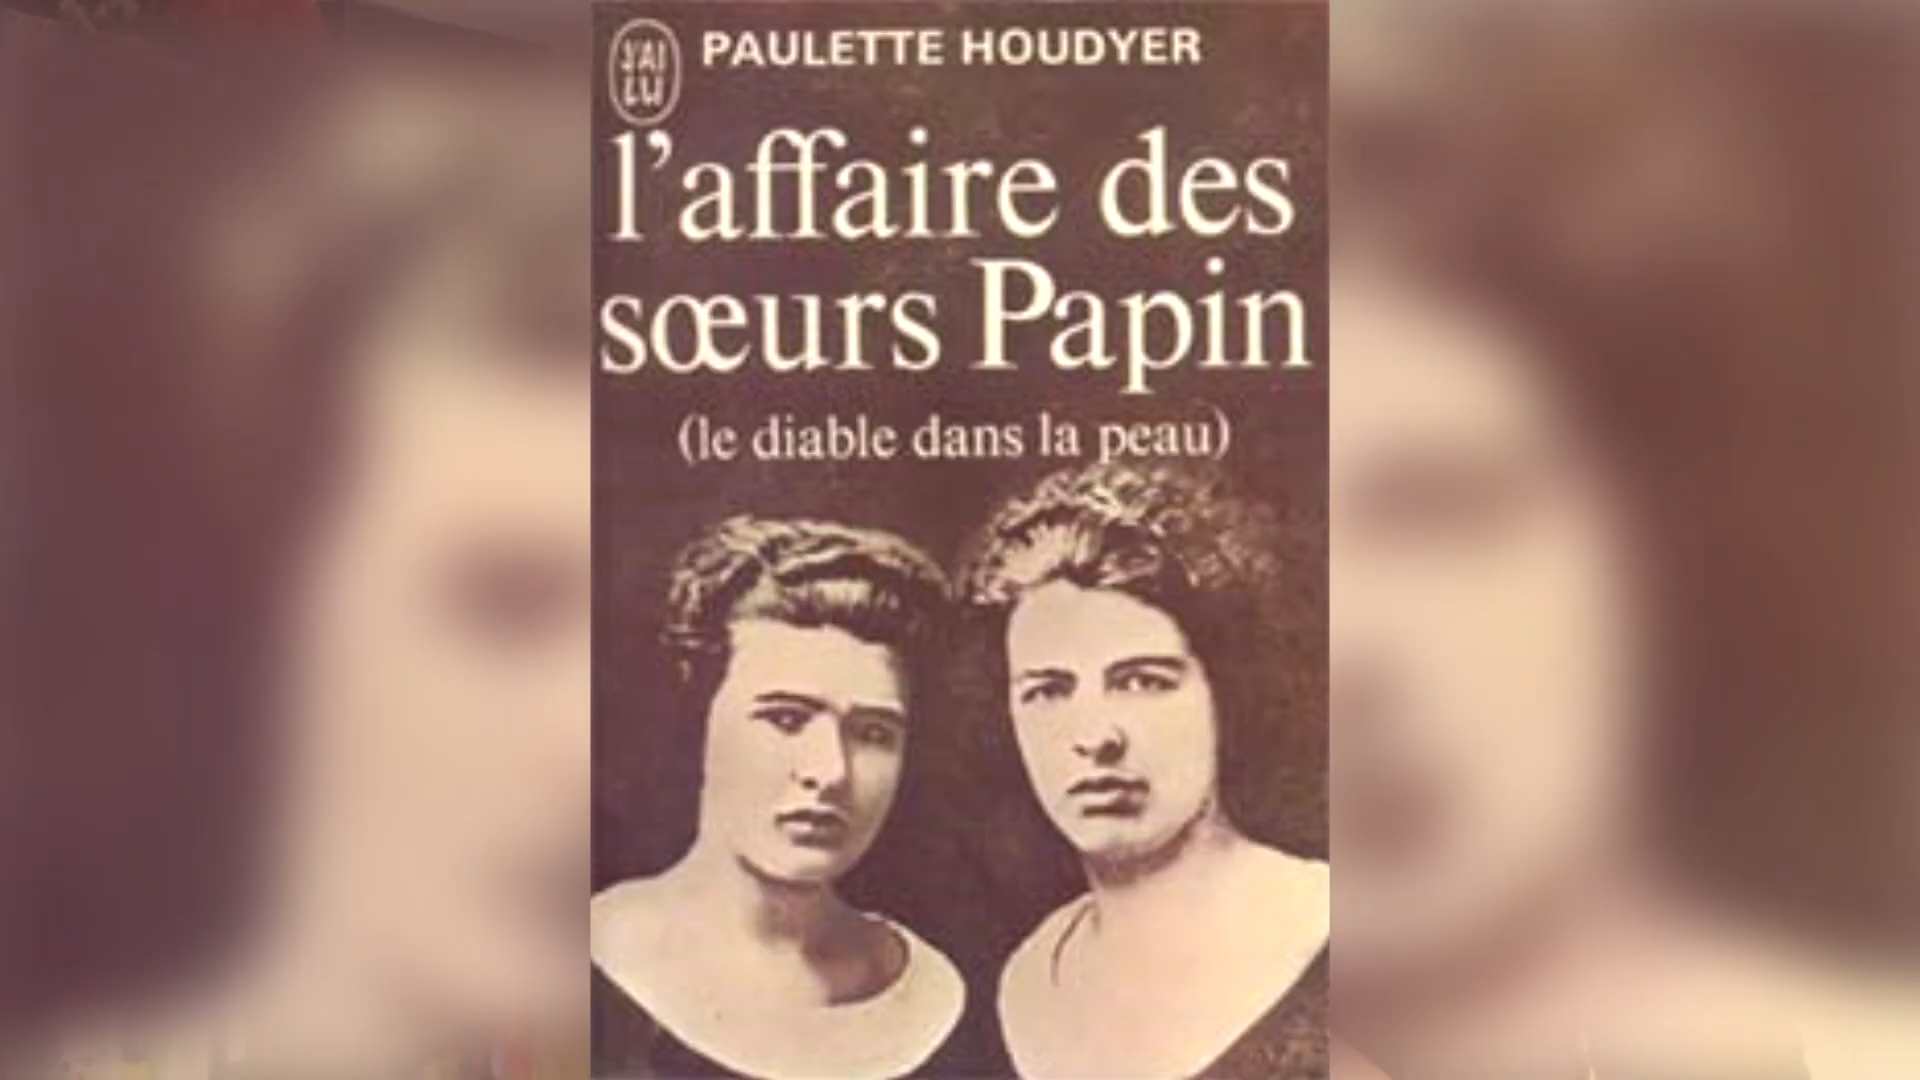 J'AI
LU
PAULETTE HOUDYER
l'affaire des
sœurs Papin
(le diable dans la peau)